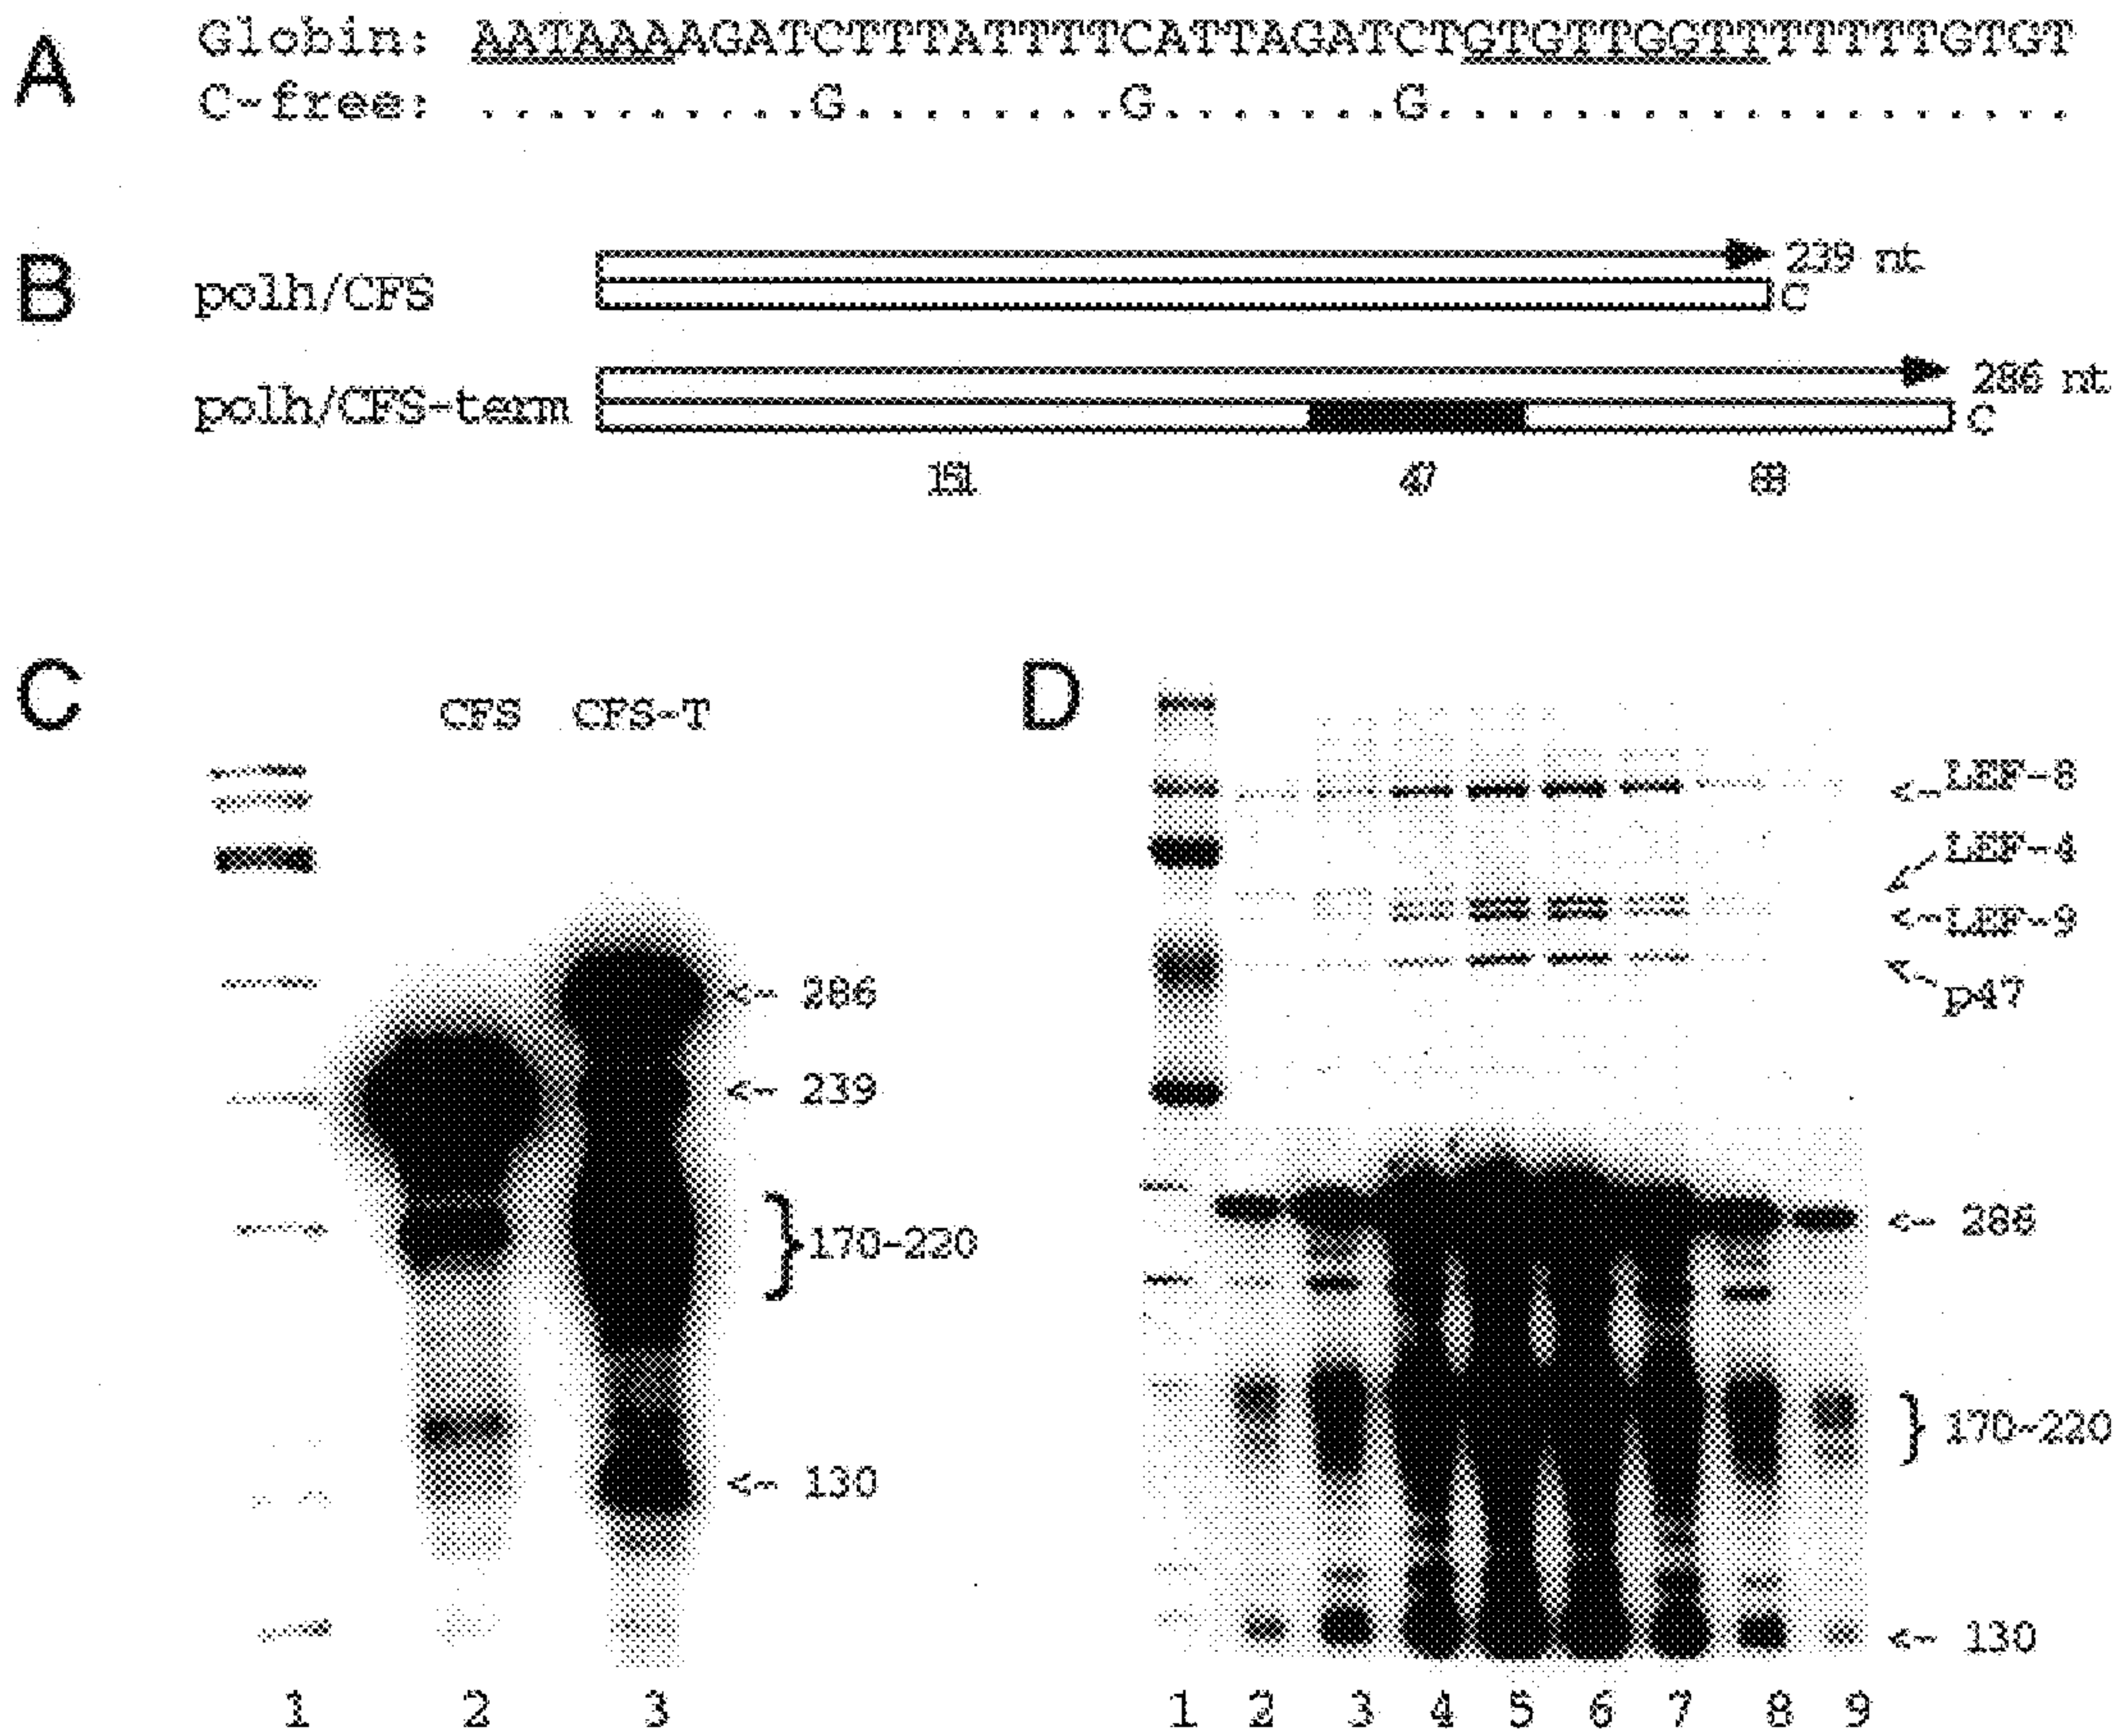 A
Globin: AATAAAAGATCTTTATTTTCATTAGATCTGTGTTGGTTTTTTTGTGT
C-free: ..........G........G.......G...................
B
polh/CFS
239 nt
C
polh/CFS-term
286 nt
C
151 47 88
C
CFS CFS-T
286
239
170-220
130
1 2 3
D
LEF-8
LEF-4
LEF-9
p47
286
170-220
130
1 2 3 4 5 6 7 8 9